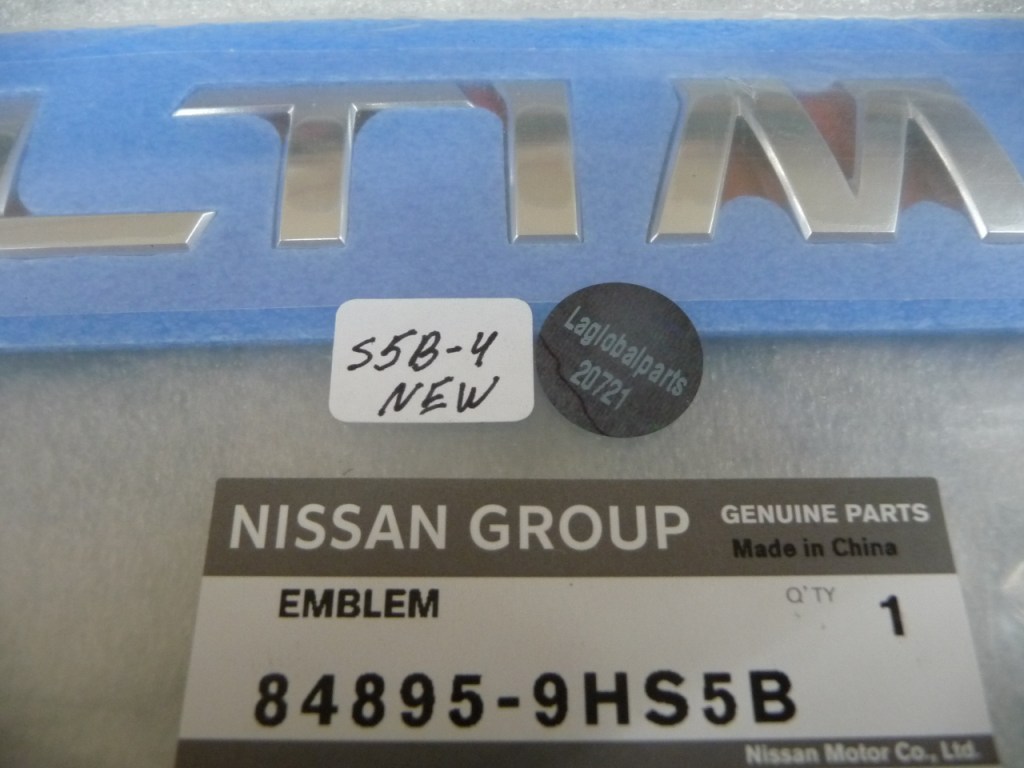 LTIM
S5B-4
NEW
Laglobalparts
20721
NISSAN GROUP
GENUINE PARTS
Made in China
EMBLEM
Q'TY
1
84895-9HS5B
Nissan Motor Co., Ltd.